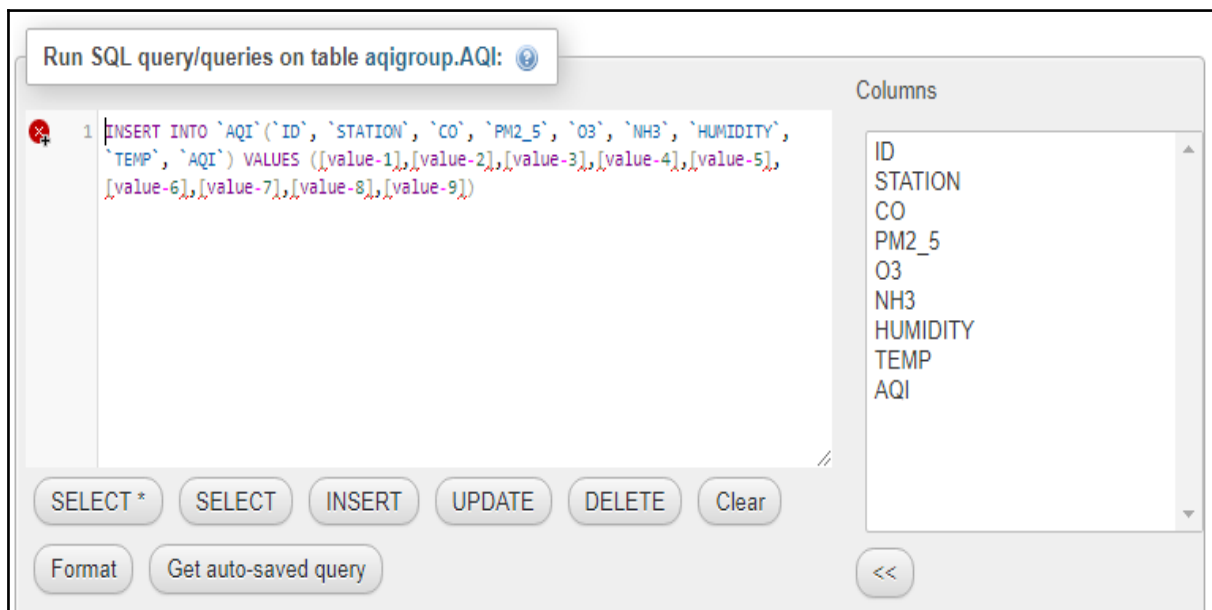 Run SQL query/queries on table aqigroup.AQI:
Columns
1 INSERT INTO `AQI`(`ID`, `STATION`, `CO`, `PM2_5`, `O3`, `NH3`, `HUMIDITY`,
`TEMP`, `AQI`) VALUES ([value-1],[value-2],[value-3],[value-4],[value-5],
[value-6],[value-7],[value-8],[value-9])
ID
STATION
CO
PM2_5
O3
NH3
HUMIDITY
TEMP
AQI
SELECT * SELECT INSERT UPDATE DELETE Clear
Format Get auto-saved query <<